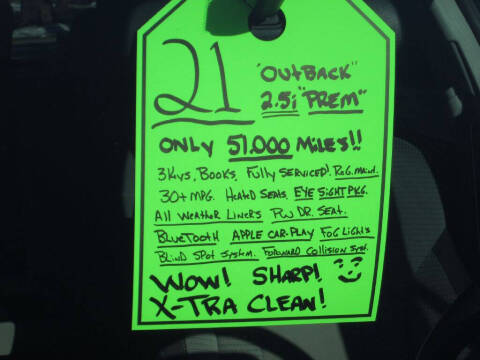 21
"OutBACK"
2.5i "PREM"
ONLY 57,000 MILES!!
3 Keys, Books, Fully Serviced!, Reg. Maint.
30+ MPG. Heated Seats, EYE SIGHT PKG.
All Weather Liners Pw DR. Seat.
BlueTooth APPLE CAR-PLAY FOG LIGHTS
BLIND SPOT System. Forward Collision Syst.
WOW! SHARP!
X-TRA CLEAN!